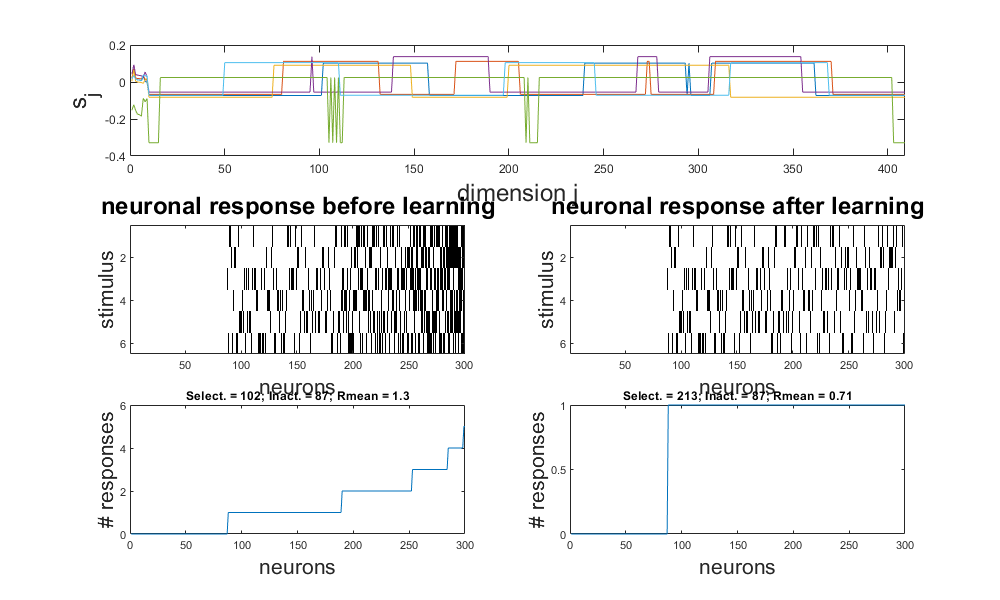 0.2
0
-0.2
-0.4
s_j
0 50 100 150 200 250 300 350 400
dimension j
neuronal response before learning
neuronal response after learning
2
4
6
stimulus
50 100 150 200 250 300
neurons
2
4
6
stimulus
50 100 150 200 250 300
neurons
Select. = 102; Inact. = 87; Rmean = 1.3
6
4
2
0
# responses
0 50 100 150 200 250 300
neurons
Select. = 213; Inact. = 87; Rmean = 0.71
1
0.5
0
# responses
0 50 100 150 200 250 300
neurons